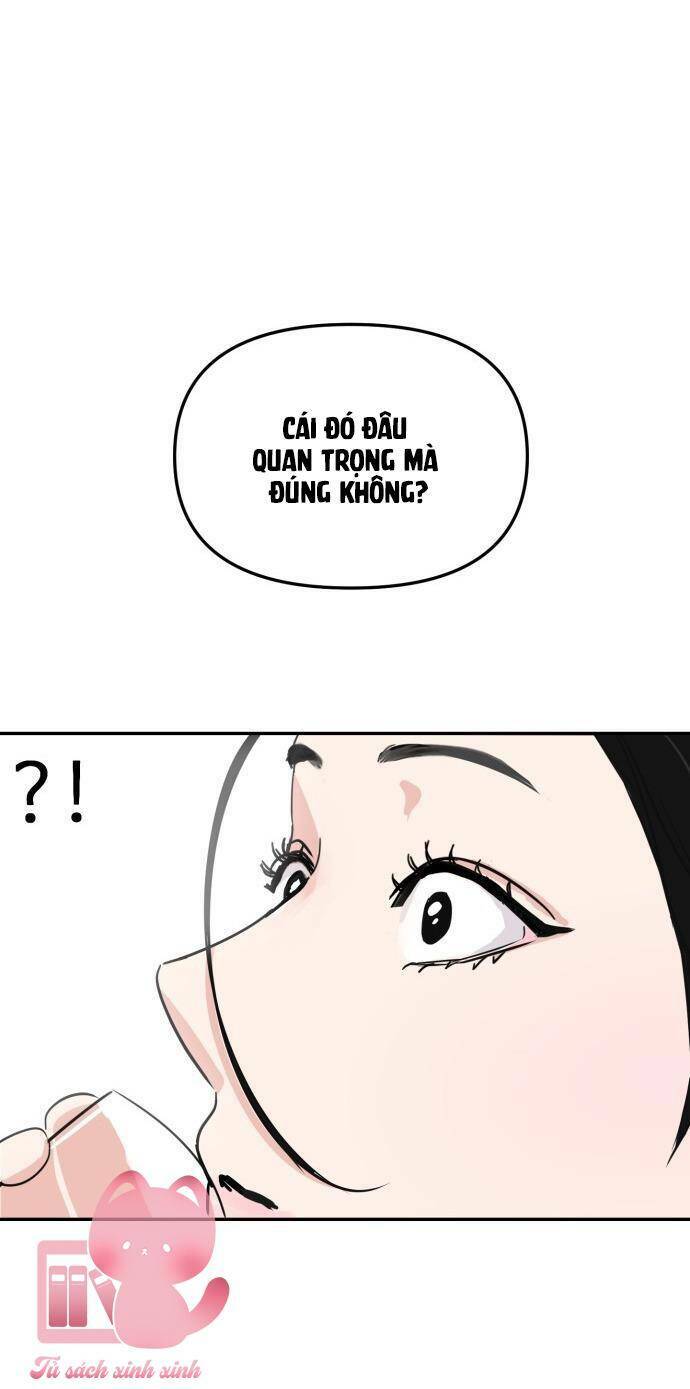 CÁI ĐÓ ĐÂU
QUAN TRỌNG MÀ
ĐÚNG KHÔNG?
?!
Tủ sách xinh xinh